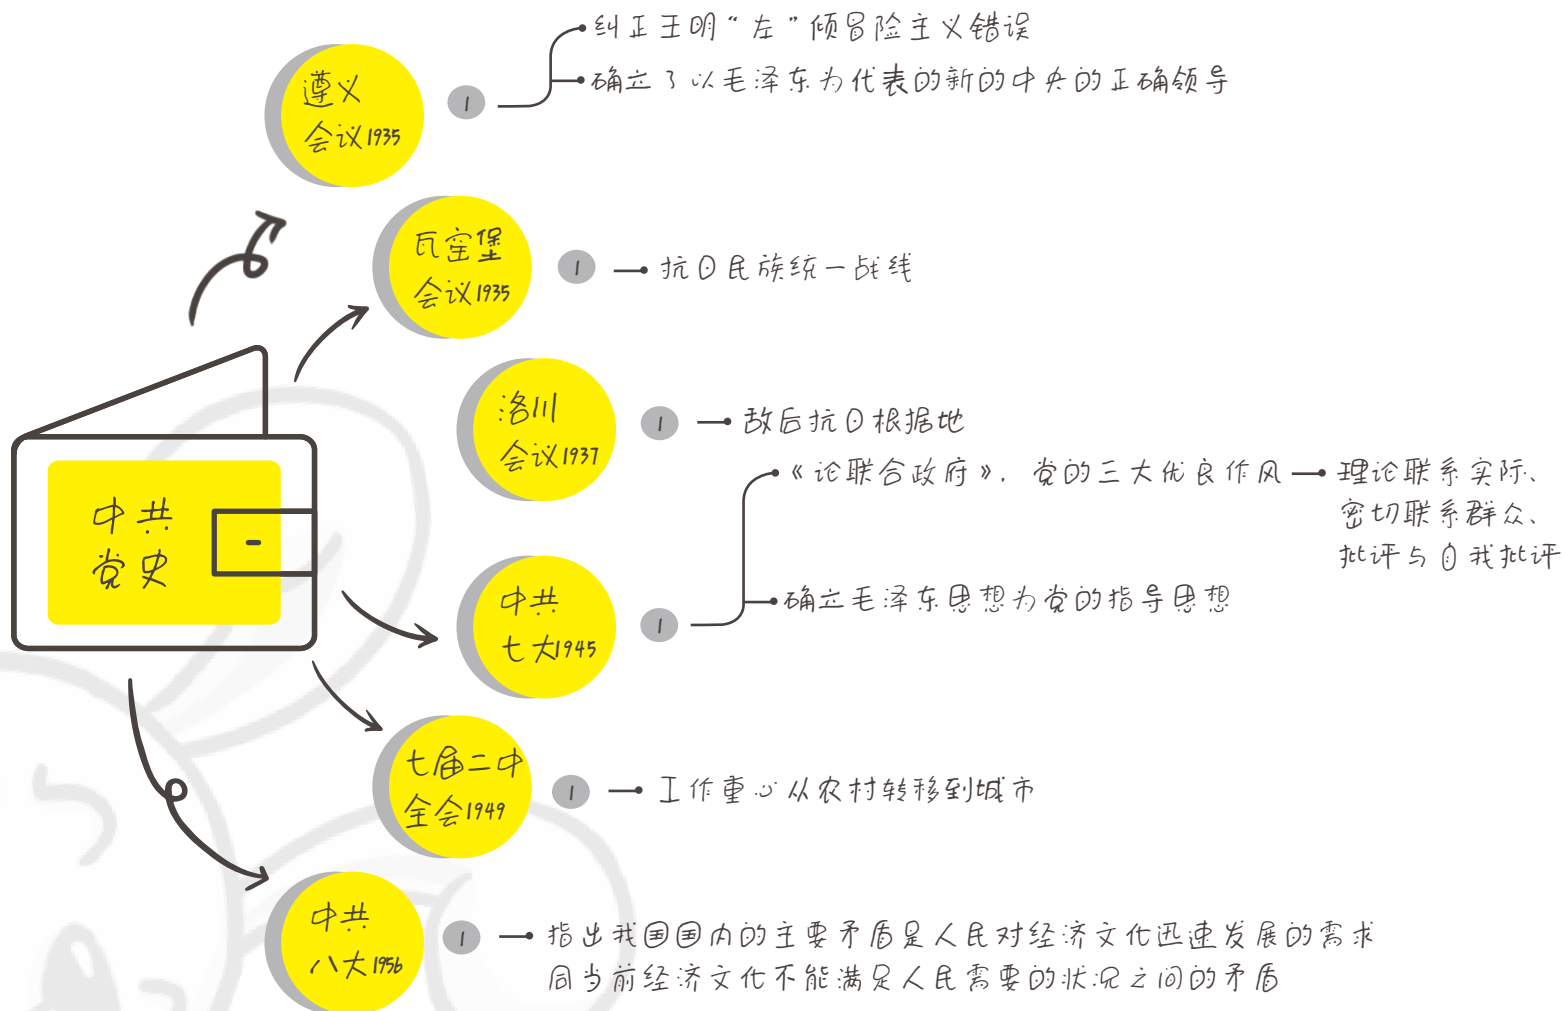 纠正王明“左”倾冒险主义错误
遵义
会议1935
1
确立了以毛泽东为代表的新的中央的正确领导
瓦窑堡
会议1935
1
抗日民族统一战线
洛川
会议1937
1
敌后抗日根据地
中共
党史
《论联合政府》，党的三大优良作风
理论联系实际、
密切联系群众、
批评与自我批评
中共
七大1945
1
确立毛泽东思想为党的指导思想
七届二中
全会1949
1
工作重心从农村转移到城市
中共
八大1956
1
指出我国国内的主要矛盾是人民对经济文化迅速发展的需求
同当前经济文化不能满足人民需要的状况之间的矛盾